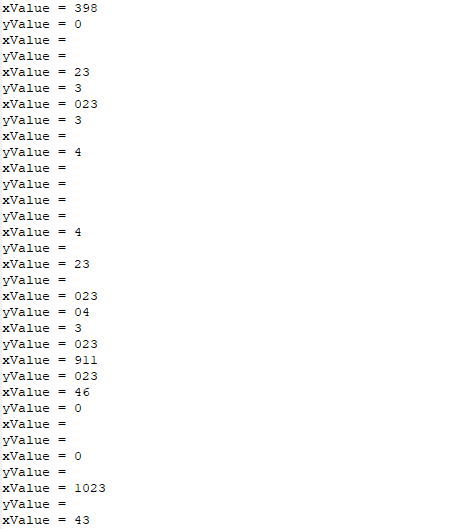 xValue = 398
yValue = 0
xValue =
yValue =
xValue = 23
yValue = 3
xValue = 023
yValue = 3
xValue =
yValue = 4
xValue =
yValue =
xValue =
yValue =
xValue = 4
yValue =
xValue = 23
yValue =
xValue = 023
yValue = 04
xValue = 3
yValue = 023
xValue = 911
yValue = 023
xValue = 46
yValue = 0
xValue =
yValue =
xValue = 0
yValue =
xValue = 1023
yValue =
xValue = 43